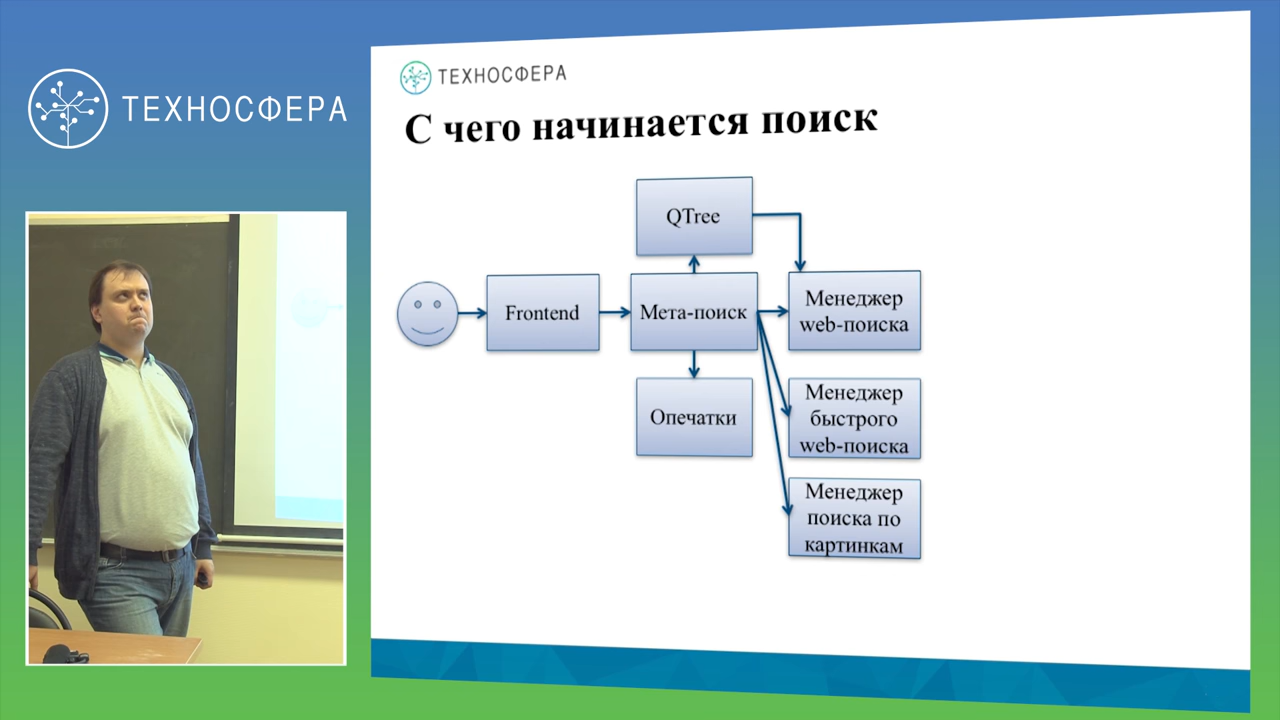 ТЕХНОСФЕРА
ТЕХНОСФЕРА
С чего начинается поиск
QTree
Frontend
Мета-поиск
Менеджер
web-поиска
Опечатки
Менеджер
быстрого
web-поиска
Менеджер
поиска по
картинкам